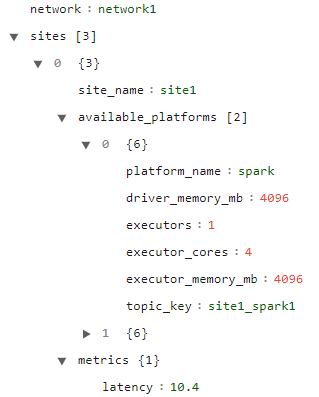 network : network1
sites [3]
0 {3}
site_name : site1
available_platforms [2]
0 {6}
platform_name : spark
driver_memory_mb : 4096
executors : 1
executor_cores : 4
executor_memory_mb : 4096
topic_key : site1_spark1
1 {6}
metrics {1}
latency : 10.4